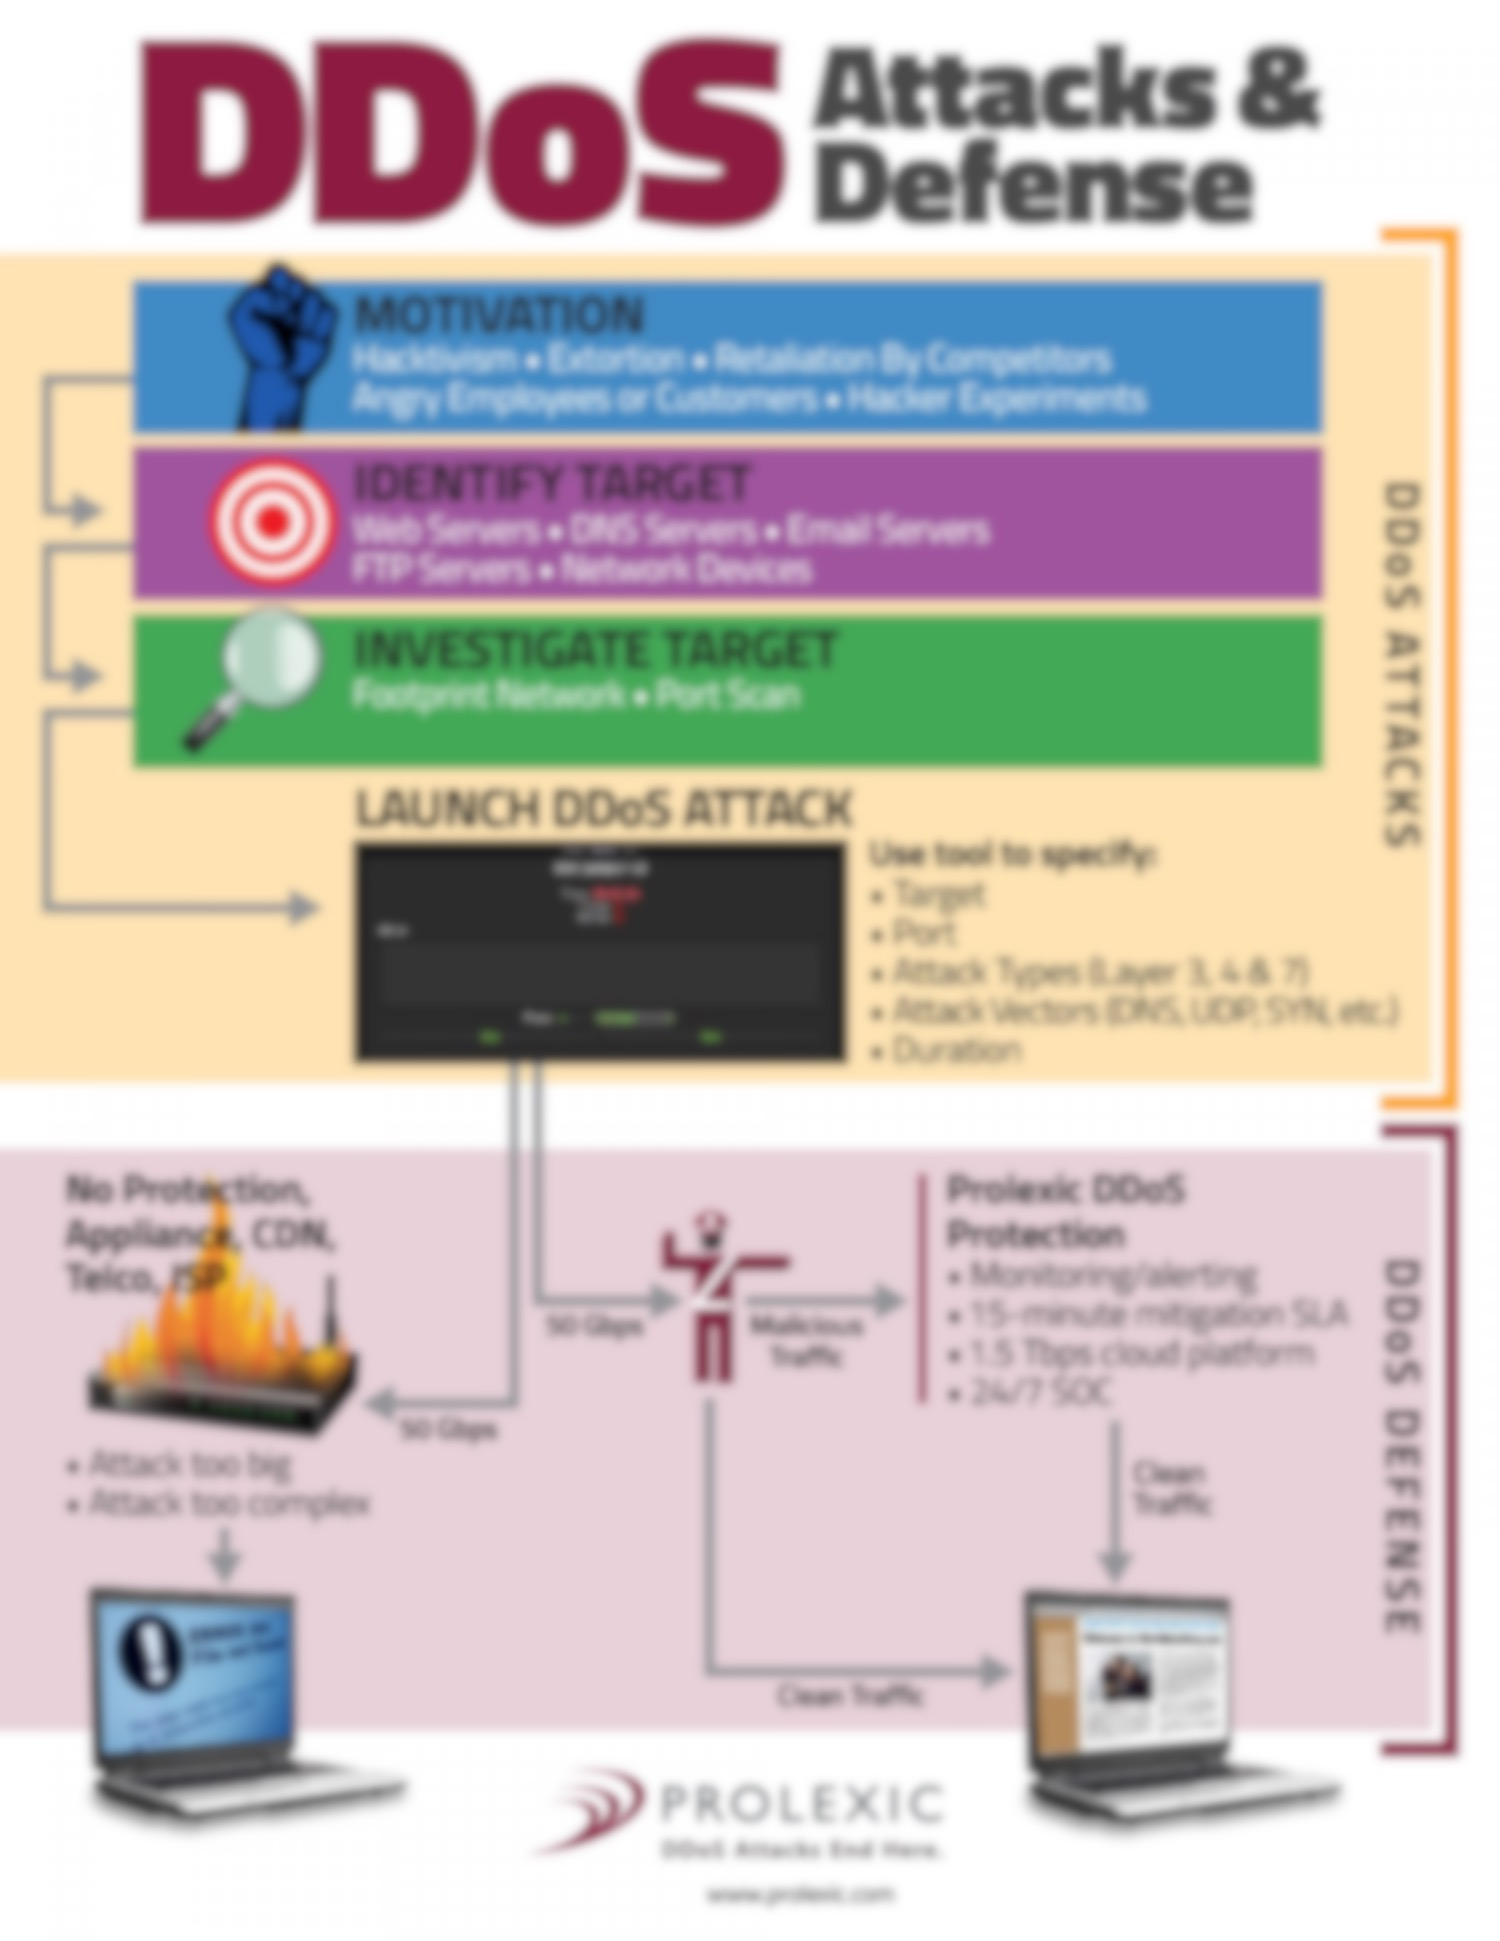 DDoS Attacks &
Defense
MOTIVATION
Hacktivism • Extortion • Retaliation By Competitors
Angry Employees or Customers • Hacker Experiments
IDENTIFY TARGET
Web Servers • DNS Servers • Email Servers
FTP Servers • Network Devices
INVESTIGATE TARGET
Footprint Network • Port Scan
LAUNCH DDoS ATTACK
Use tool to specify:
• Target
• Port
• Attack Types (Layer 3, 4 & 7)
• Attack Vectors (DNS, UDP, SYN, etc.)
• Duration
DDoS ATTACKS
No Protection,
Appliance, CDN,
Telco, ISP
50 Gbps
• Attack too big
• Attack too complex
50 Gbps
Malicious
Traffic
Prolexic DDoS
Protection
• Monitoring/alerting
• 15-minute mitigation SLA
• 1.5 Tbps cloud platform
• 24/7 SOC
Clean
Traffic
Clean Traffic
DDoS DEFENSE
PROLEXIC
DDoS Attacks End Here.
www.prolexic.com